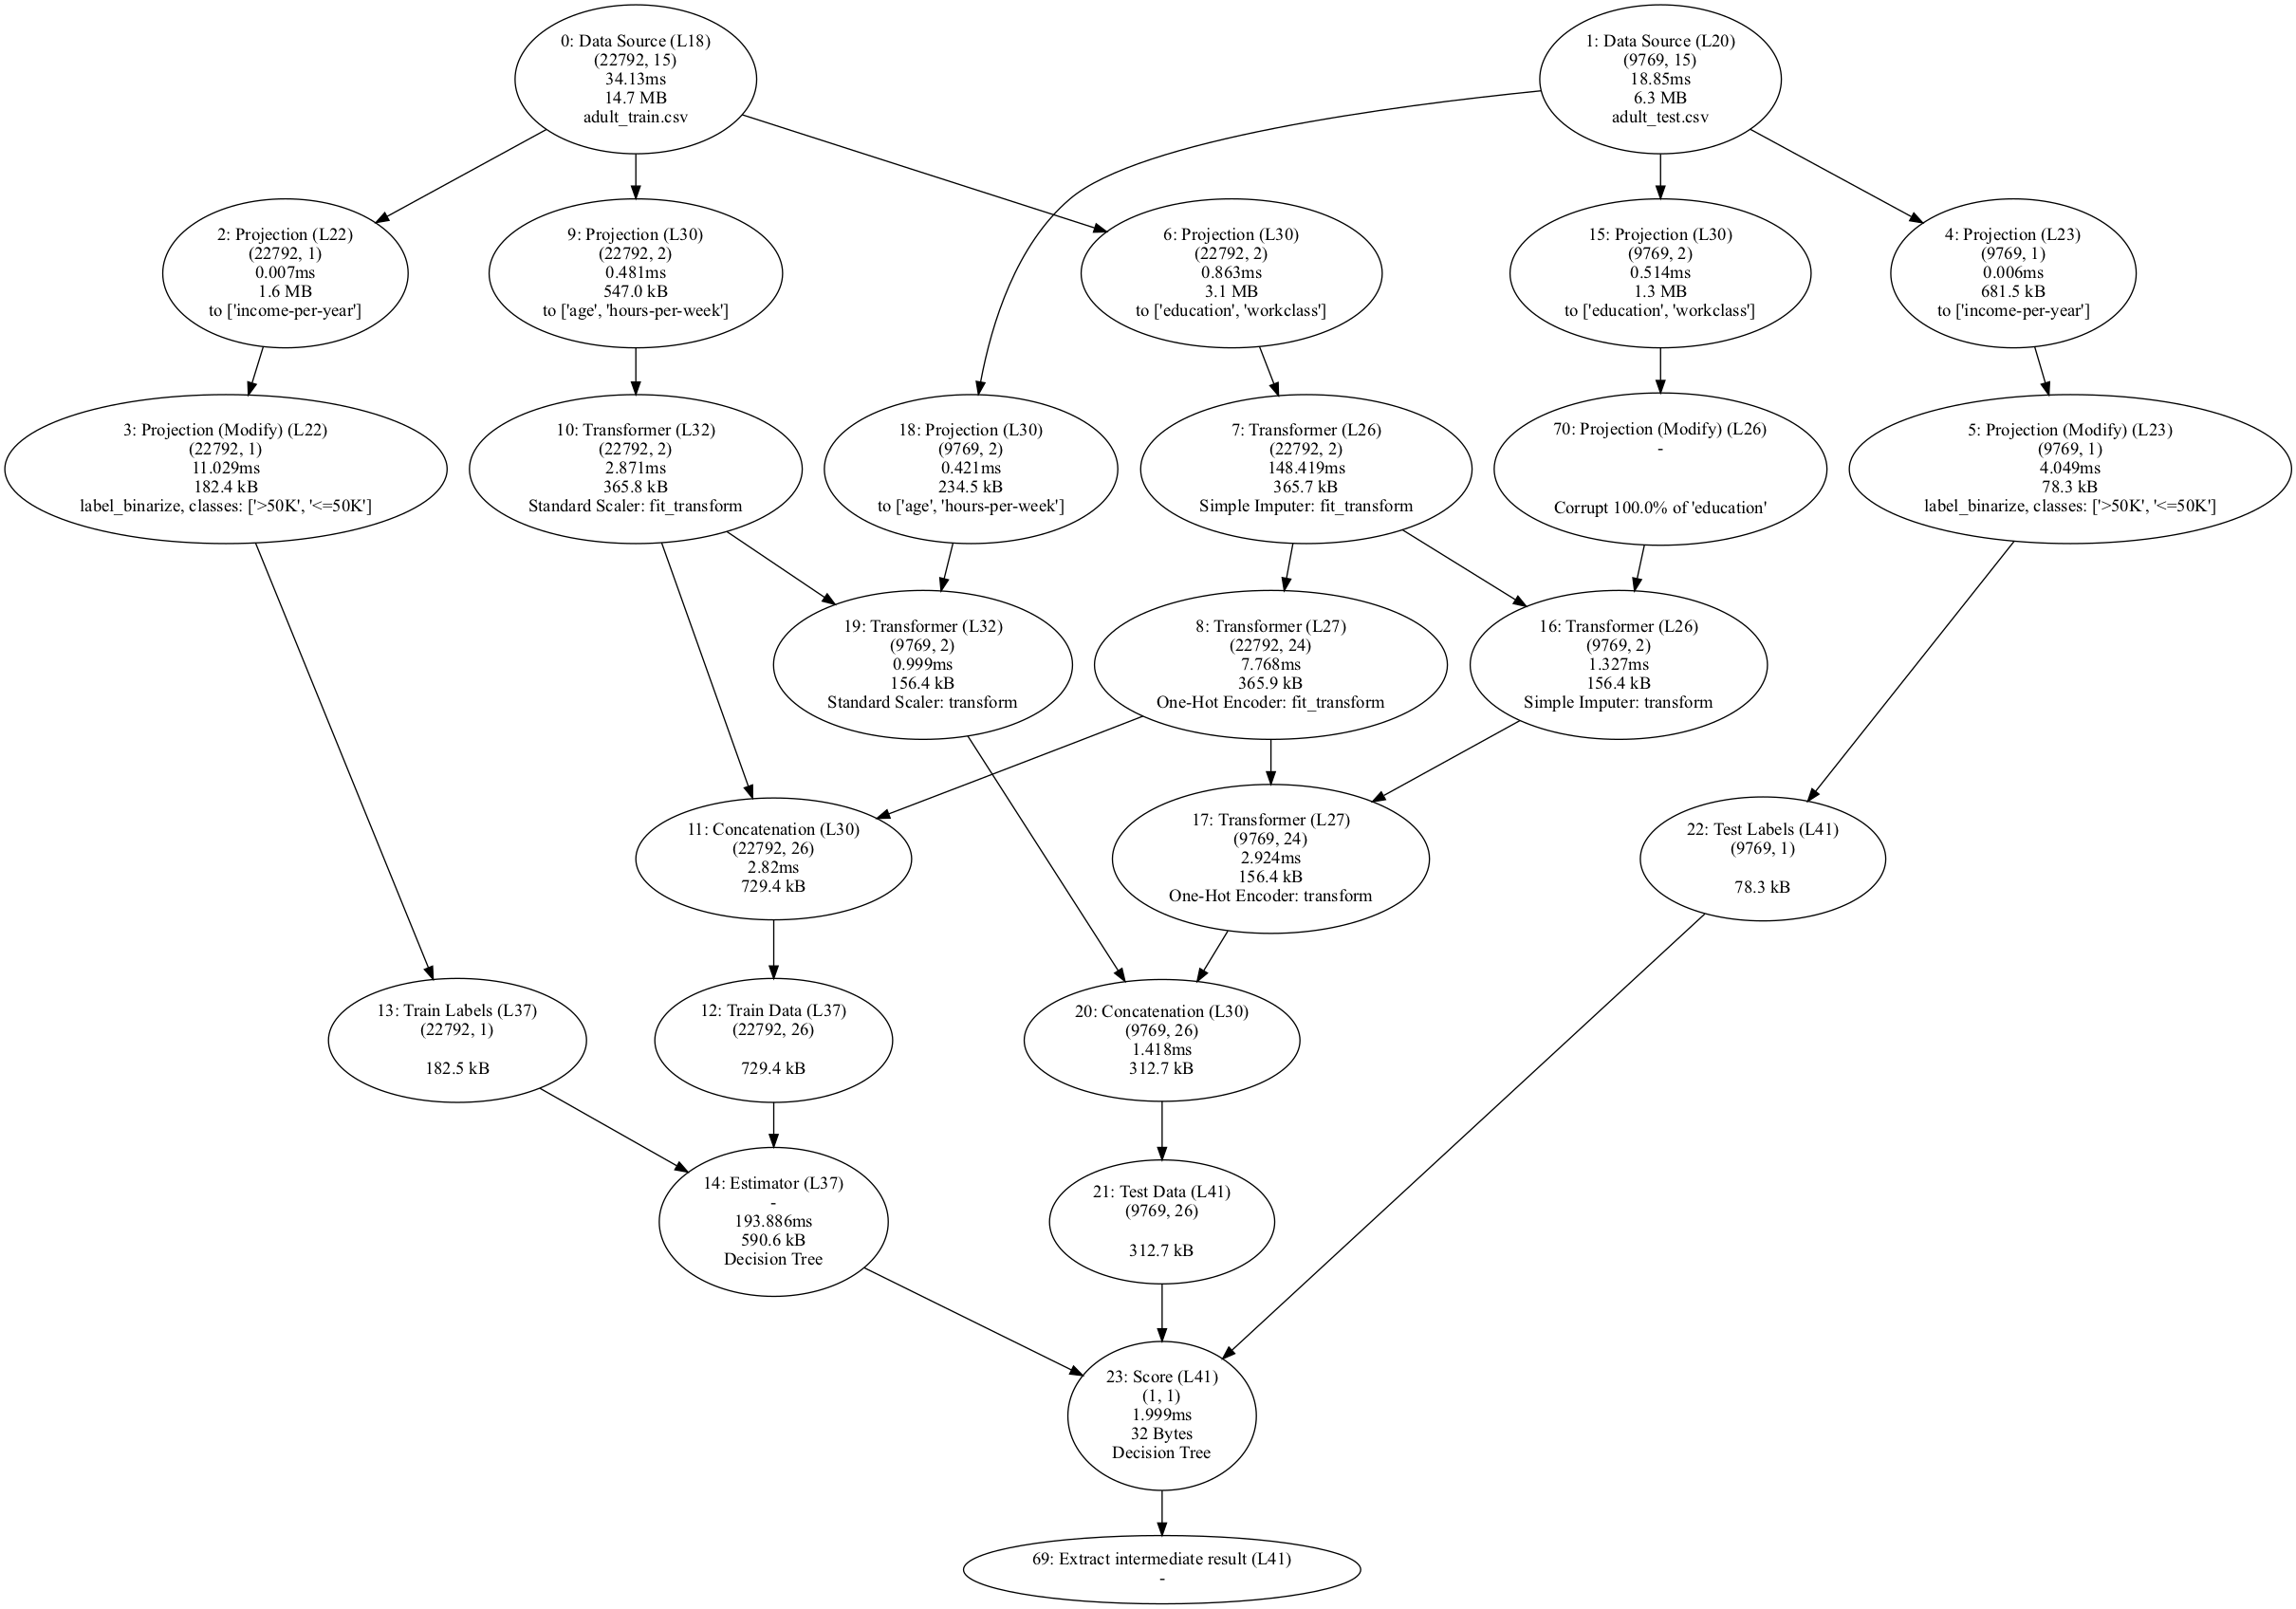 0: Data Source (L18)
(22792, 15)
34.13ms
14.7 MB
adult_train.csv
1: Data Source (L20)
(9769, 15)
18.85ms
6.3 MB
adult_test.csv
2: Projection (L22)
(22792, 1)
0.007ms
1.6 MB
to ['income-per-year']
9: Projection (L30)
(22792, 2)
0.481ms
547.0 kB
to ['age', 'hours-per-week']
6: Projection (L30)
(22792, 2)
0.863ms
3.1 MB
to ['education', 'workclass']
15: Projection (L30)
(9769, 2)
0.514ms
1.3 MB
to ['education', 'workclass']
4: Projection (L23)
(9769, 1)
0.006ms
681.5 kB
to ['income-per-year']
3: Projection (Modify) (L22)
(22792, 1)
11.029ms
182.4 kB
label_binarize, classes: ['>50K', '<=50K']
10: Transformer (L32)
(22792, 2)
2.871ms
365.8 kB
Standard Scaler: fit_transform
18: Projection (L30)
(9769, 2)
0.421ms
234.5 kB
to ['age', 'hours-per-week']
7: Transformer (L26)
(22792, 2)
148.419ms
365.7 kB
Simple Imputer: fit_transform
70: Projection (Modify) (L26)
-
Corrupt 100.0% of 'education'
5: Projection (Modify) (L23)
(9769, 1)
4.049ms
78.3 kB
label_binarize, classes: ['>50K', '<=50K']
19: Transformer (L32)
(9769, 2)
0.999ms
156.4 kB
Standard Scaler: transform
8: Transformer (L27)
(22792, 24)
7.768ms
365.9 kB
One-Hot Encoder: fit_transform
16: Transformer (L26)
(9769, 2)
1.327ms
156.4 kB
Simple Imputer: transform
11: Concatenation (L30)
(22792, 26)
2.82ms
729.4 kB
17: Transformer (L27)
(9769, 24)
2.924ms
156.4 kB
One-Hot Encoder: transform
22: Test Labels (L41)
(9769, 1)
78.3 kB
13: Train Labels (L37)
(22792, 1)
182.5 kB
12: Train Data (L37)
(22792, 26)
729.4 kB
20: Concatenation (L30)
(9769, 26)
1.418ms
312.7 kB
14: Estimator (L37)
-
193.886ms
590.6 kB
Decision Tree
21: Test Data (L41)
(9769, 26)
312.7 kB
23: Score (L41)
(1, 1)
1.999ms
32 Bytes
Decision Tree
69: Extract intermediate result (L41)
-